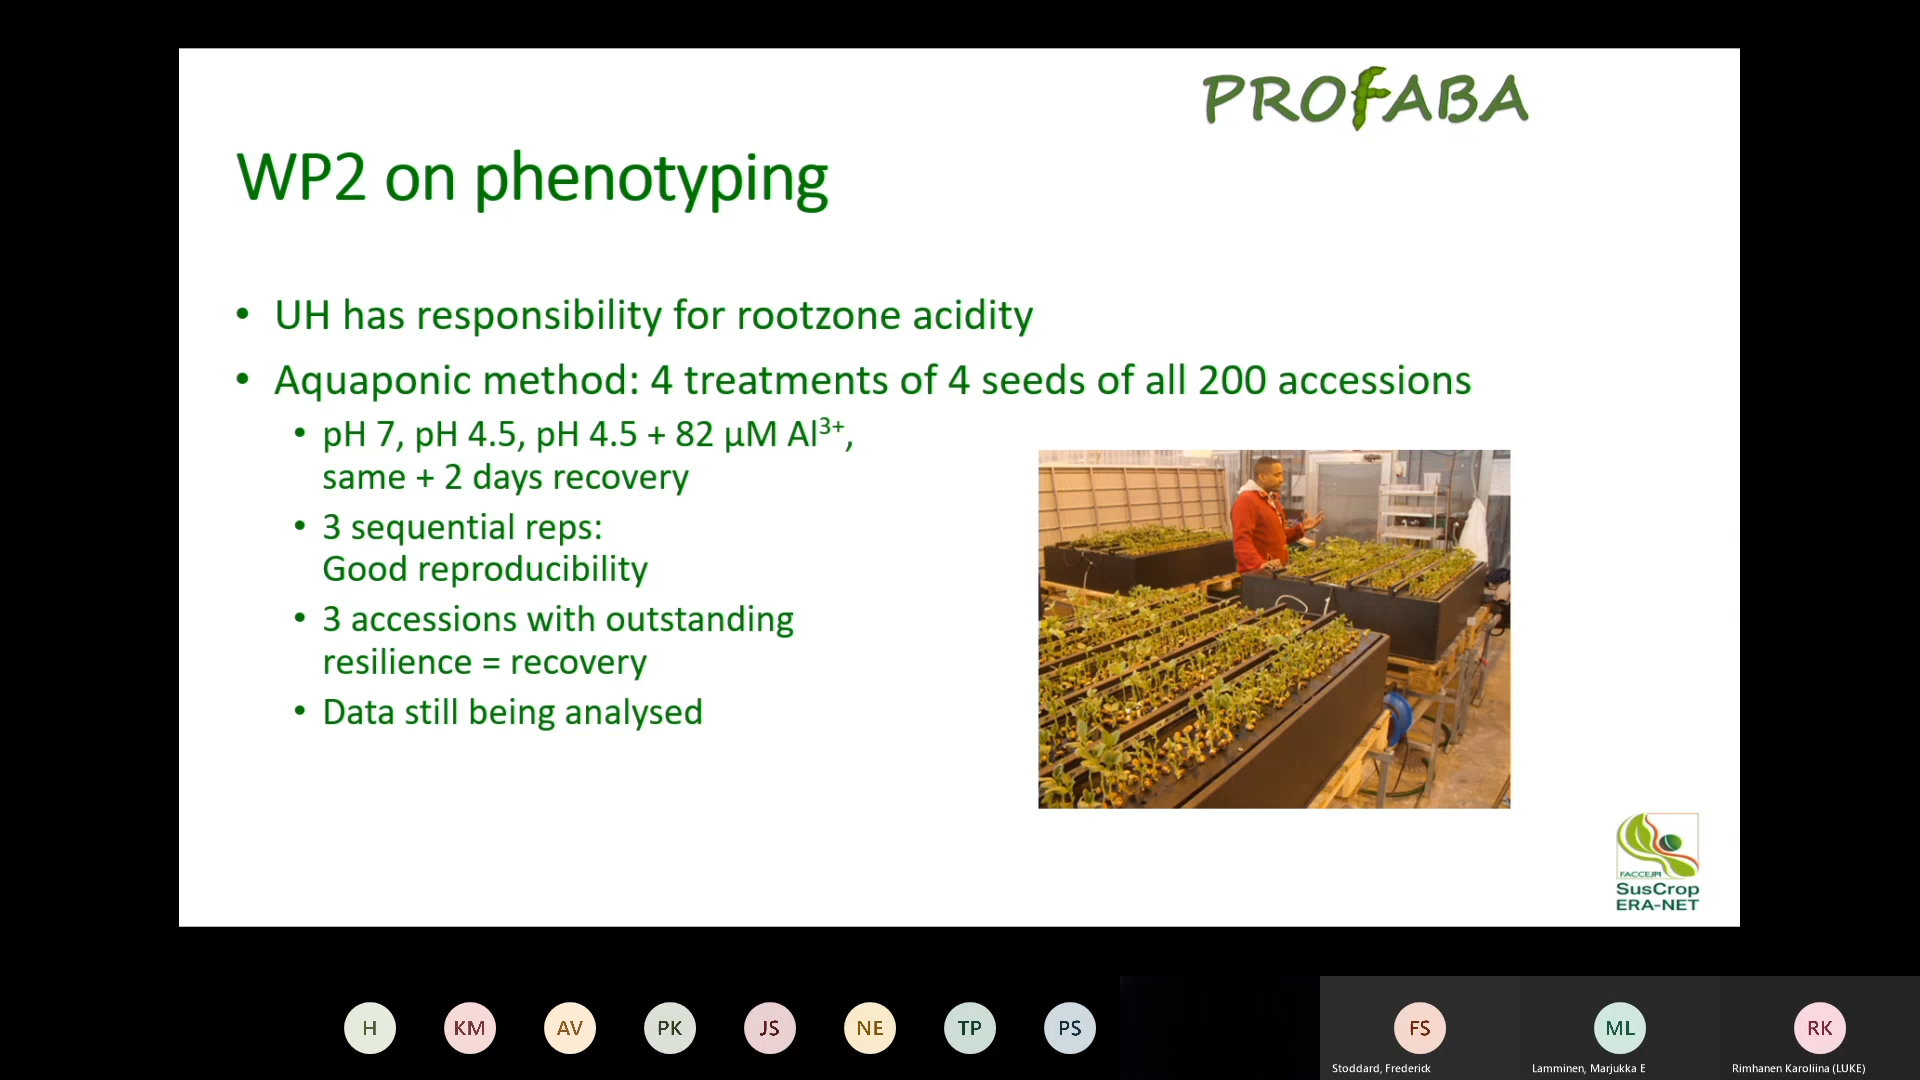 PROFABA
WP2 on phenotyping
• UH has responsibility for rootzone acidity
• Aquaponic method: 4 treatments of 4 seeds of all 200 accessions
• pH 7, pH 4.5, pH 4.5 + 82 µM Al³⁺,
same + 2 days recovery
• 3 sequential reps:
Good reproducibility
• 3 accessions with outstanding
resilience = recovery
• Data still being analysed
FACCEJPI
SusCrop
ERA-NET
H
KM
AV
PK
JS
NE
TP
PS
FS
ML
RK
Stoddard, Frederick
Lamminen, Marjukka E
Rimhanen Karoliina (LUKE)